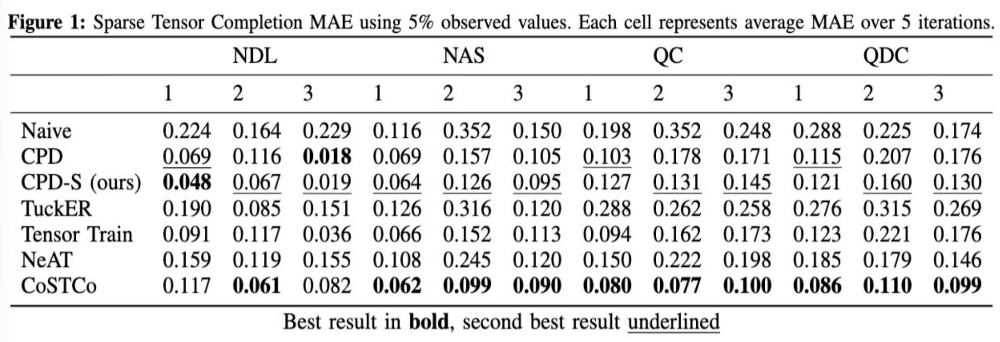 Figure 1: Sparse Tensor Completion MAE using 5% observed values. Each cell represents average MAE over 5 iterations.
NDL NAS QC QDC
1 2 3 1 2 3 1 2 3 1 2 3
Naive 0.224 0.164 0.229 0.116 0.352 0.150 0.198 0.352 0.248 0.288 0.225 0.174
CPD 0.069 0.116 0.018 0.069 0.157 0.105 0.103 0.178 0.171 0.115 0.207 0.176
CPD-S (ours) 0.048 0.067 0.019 0.064 0.126 0.095 0.127 0.131 0.145 0.121 0.160 0.130
TuckER 0.190 0.085 0.151 0.126 0.316 0.120 0.288 0.262 0.258 0.276 0.315 0.269
Tensor Train 0.091 0.117 0.036 0.066 0.152 0.113 0.094 0.162 0.173 0.123 0.221 0.176
NeAT 0.159 0.119 0.155 0.108 0.245 0.120 0.150 0.222 0.198 0.185 0.179 0.146
CoSTCo 0.117 0.061 0.082 0.062 0.099 0.090 0.080 0.077 0.100 0.086 0.110 0.099
Best result in bold, second best result underlined